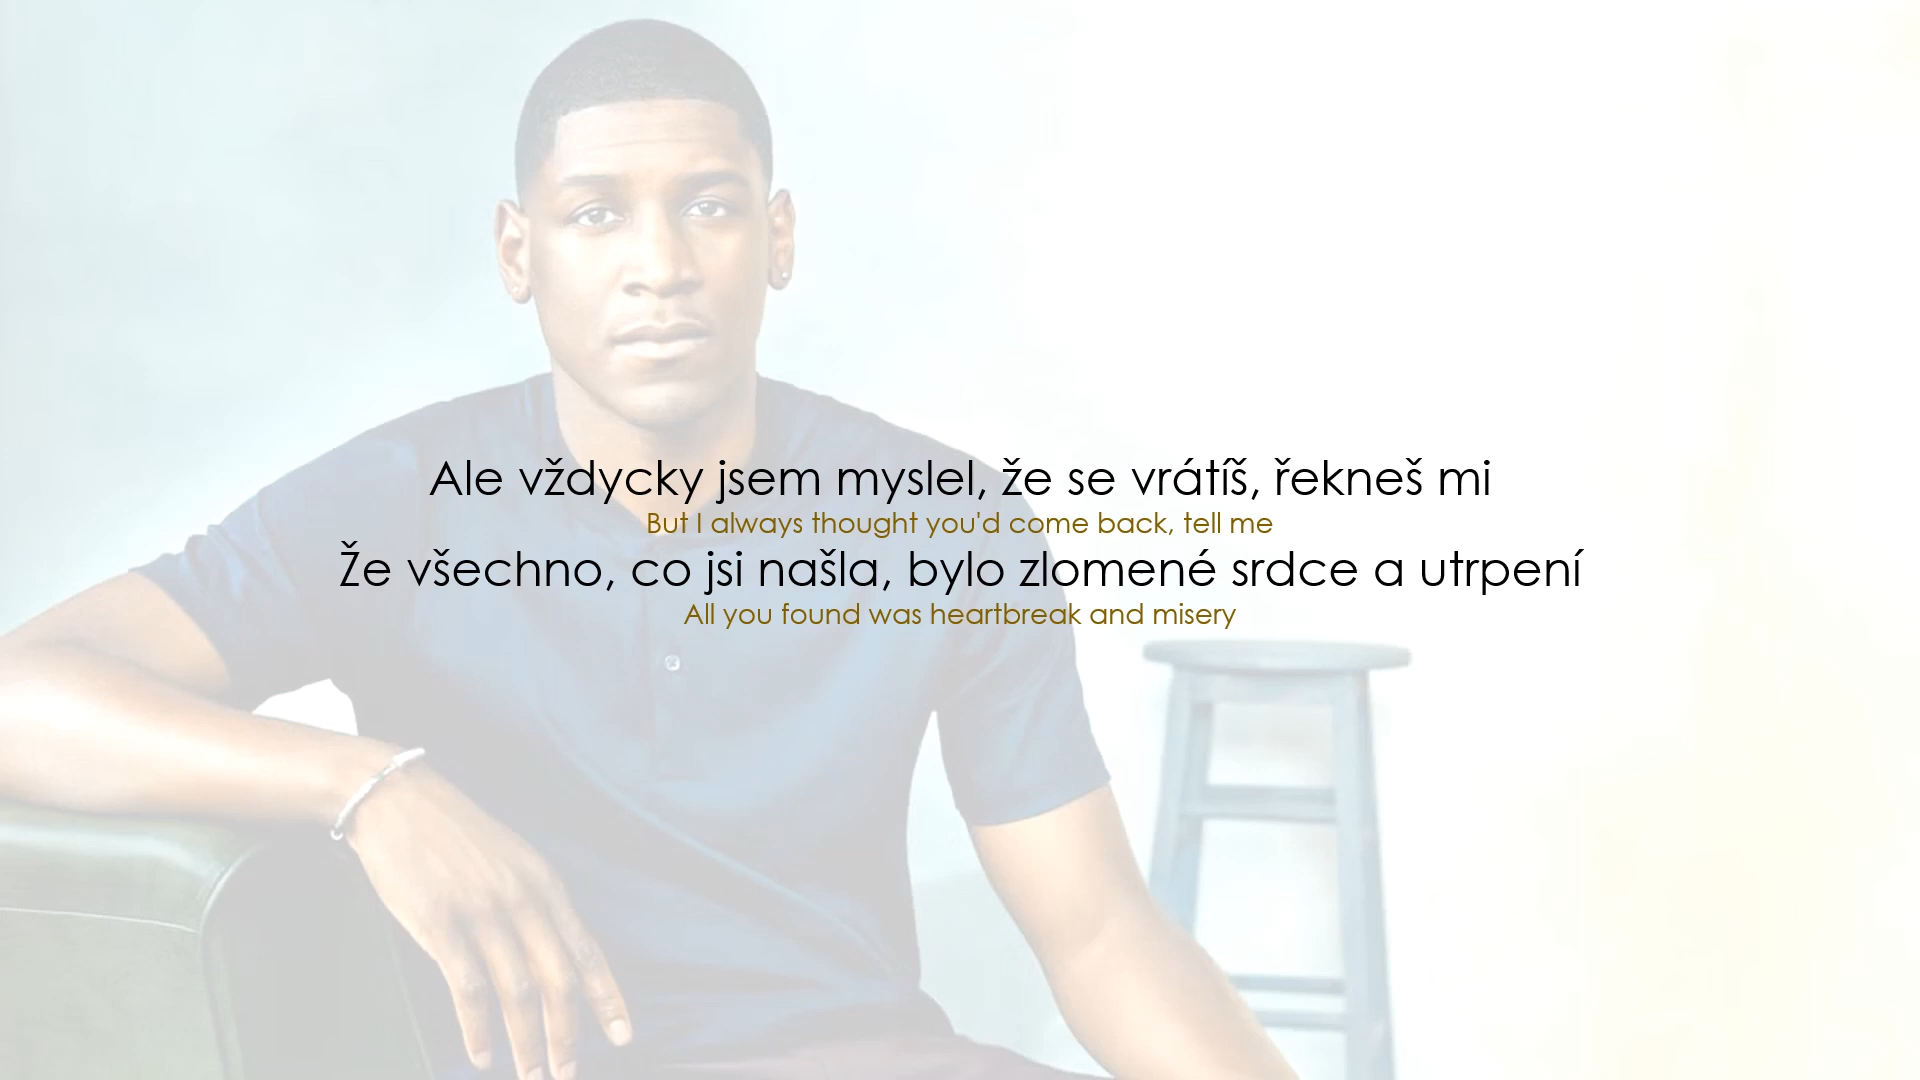 Ale vždycky jsem myslel, že se vrátíš, řekneš mi
But I always thought you'd come back, tell me
Že všechno, co jsi našla, bylo zlomené srdce a utrpení
All you found was heartbreak and misery